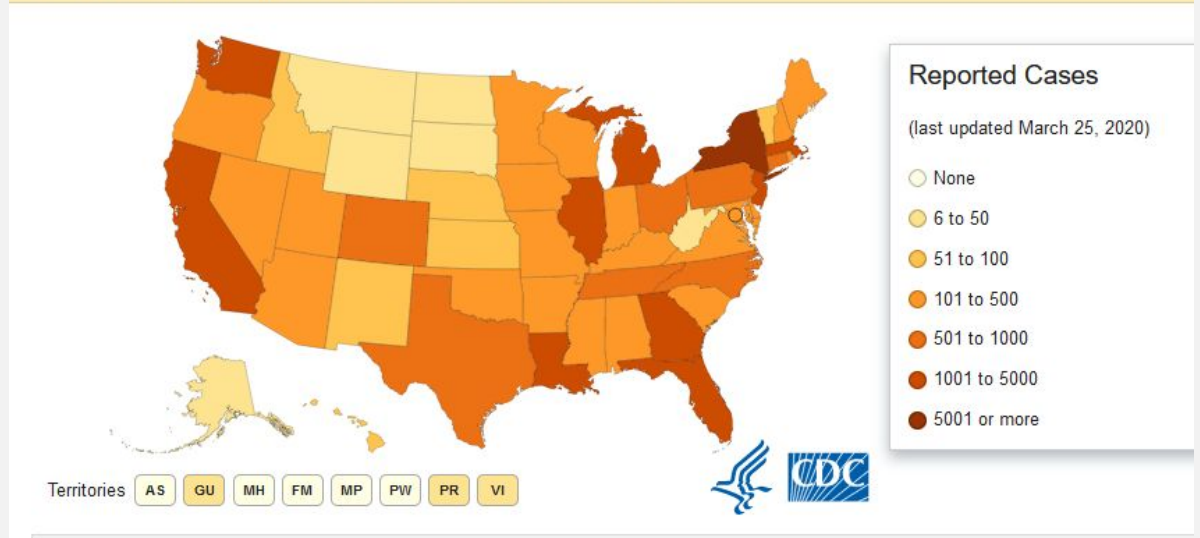 Reported Cases
(last updated March 25, 2020)
None
6 to 50
51 to 100
101 to 500
501 to 1000
1001 to 5000
5001 or more
CDC
Territories AS GU MH FM MP PW PR VI